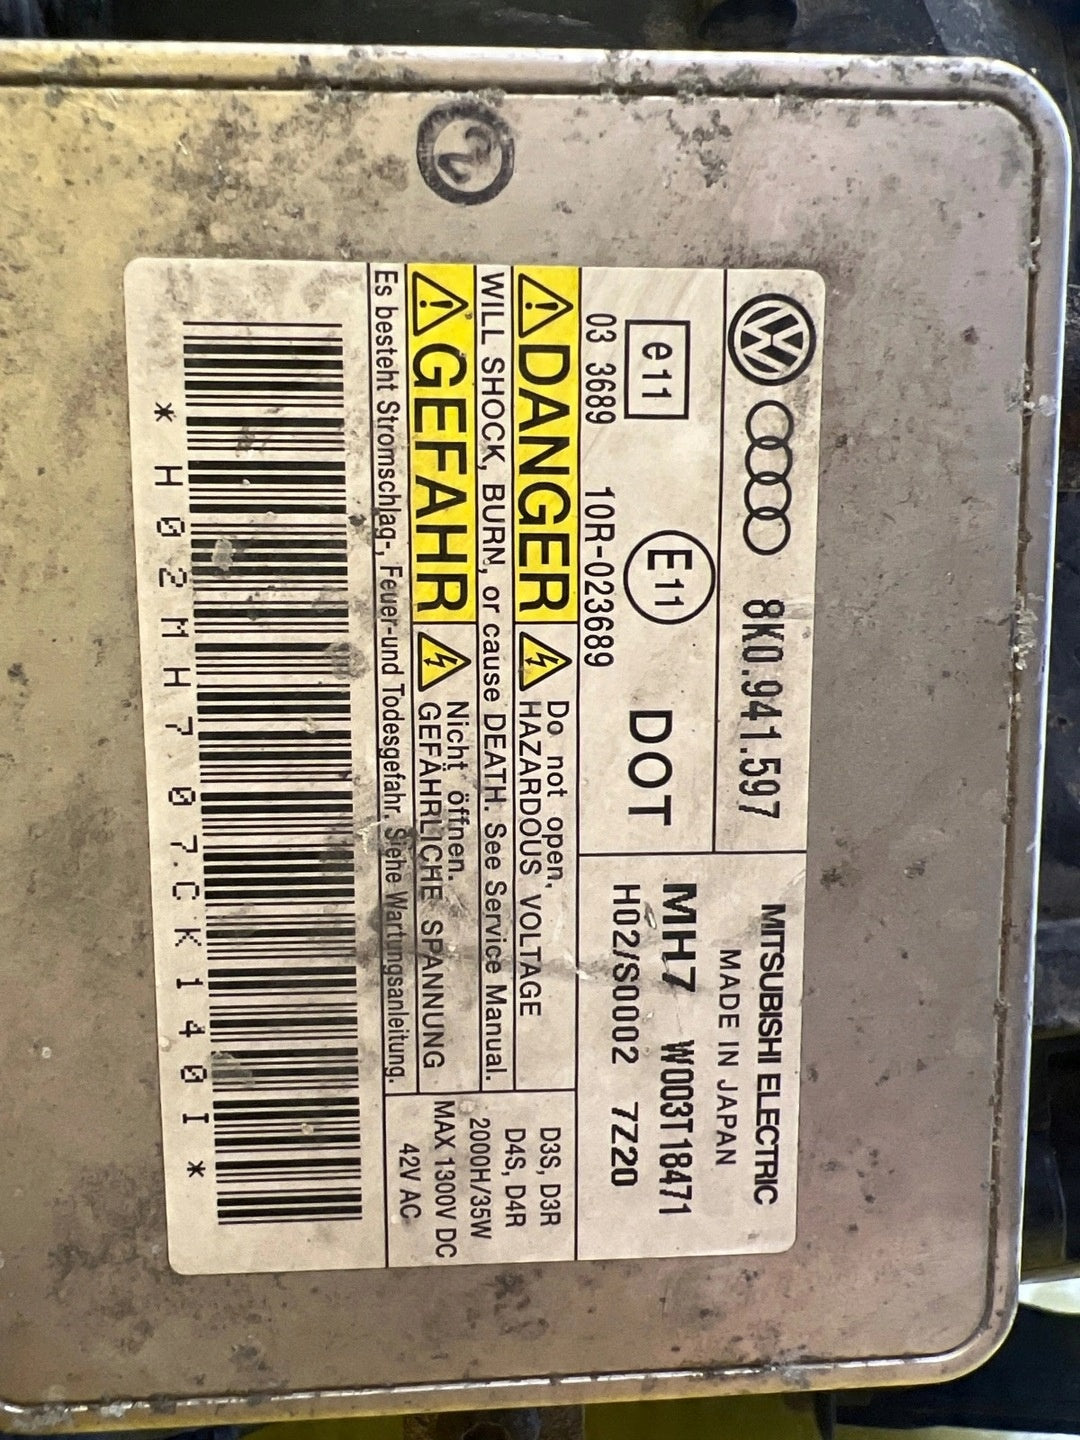 2
8K0.941.597
MITSUBISHI ELECTRIC
MADE IN JAPAN
e11
E11
DOT
MH7 W003T18471
03 3689 10R-023689
H02/S0002 7Z20
DANGER
Do not open,
HAZARDOUS VOLTAGE
WILL SHOCK, BURN, or cause DEATH. See Service Manual.
GEFAHR
Nicht öffnen.
GEFÄHRLICHE SPANNUNG
Es besteht Stromschlag-, Feuer-und Todesgefahr. Siehe Wartungsanleitung.
D3S, D3R
D4S, D4R
2000H/35W
MAX 1300V DC
42V AC
* H 0 2 M H 7 7 0 7 . C K 1 4 0 I *